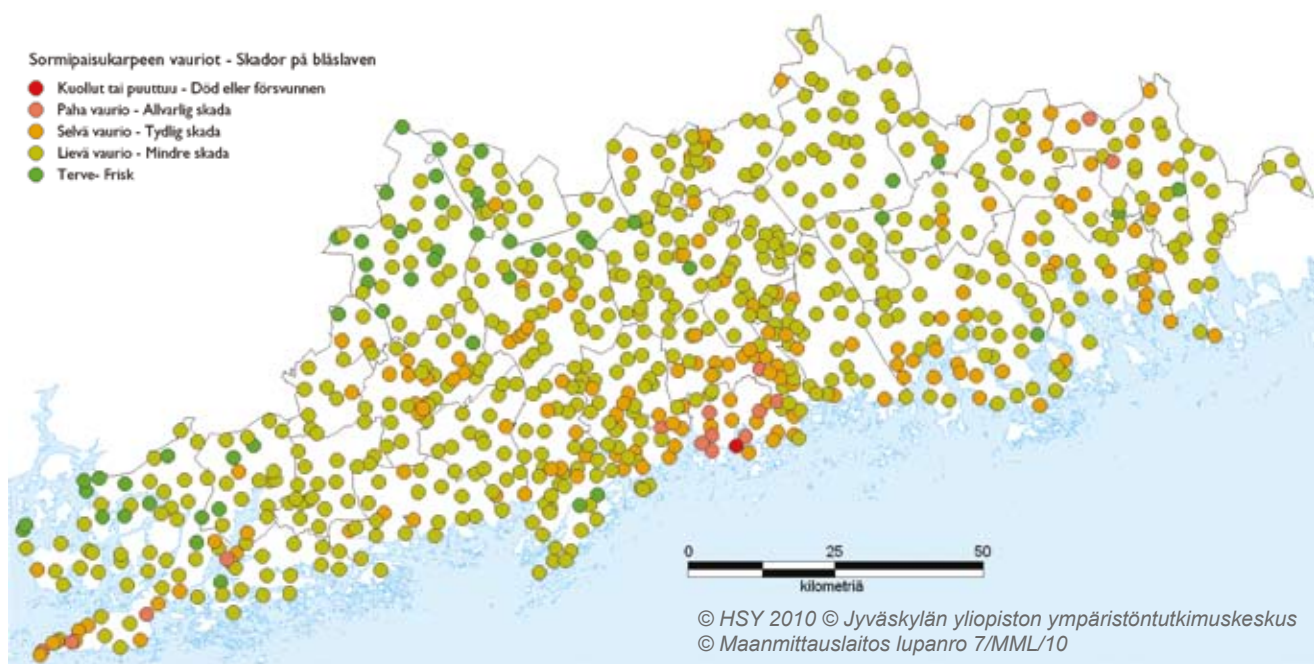 Sormipaisukarpeen vauriot - Skador på blåslaven
Kuollut tai puuttuu - Död eller försvunnen
Paha vaurio - Allvarlig skada
Selvä vaurio - Tydlig skada
Lievä vaurio - Mindre skada
Terve- Frisk
0 25 50
kilometriä
© HSY 2010 © Jyväskylän yliopiston ympäristöntutkimuskeskus
© Maanmittauslaitos lupanro 7/MML/10